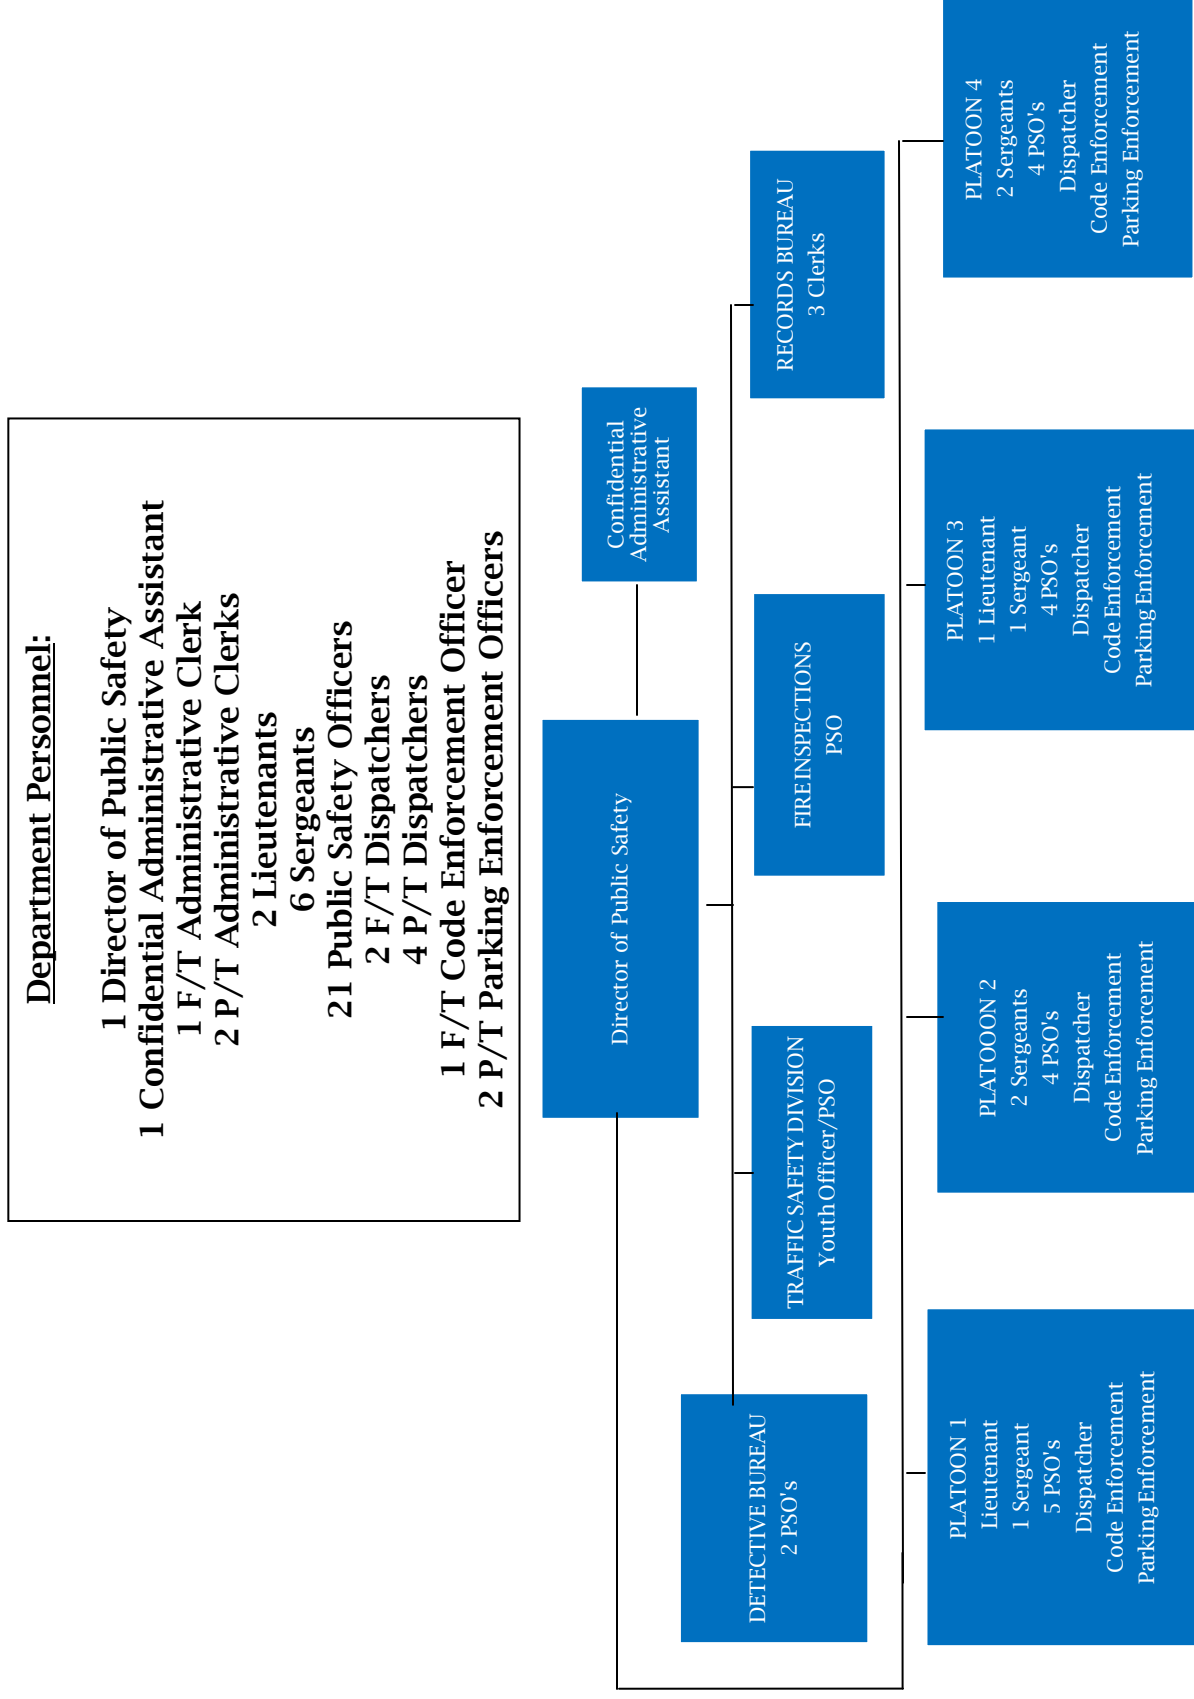 Department Personnel:
1 Director of Public Safety
1 Confidential Administrative Assistant
1 F/T Administrative Clerk
2 P/T Administrative Clerks
2 Lieutenants
6 Sergeants
21 Public Safety Officers
2 F/T Dispatchers
4 P/T Dispatchers
1 F/T Code Enforcement Officer
2 P/T Parking Enforcement Officers
Director of Public Safety
Confidential
Administrative
Assistant
DETECTIVE BUREAU
2 PSO's
TRAFFIC SAFETY DIVISION
Youth Officer/PSO
FIRE INSPECTIONS
PSO
RECORDS BUREAU
3 Clerks
PLATOON 1
Lieutenant
1 Sergeant
5 PSO's
Dispatcher
Code Enforcement
Parking Enforcement
PLATOOON 2
2 Sergeants
4 PSO's
Dispatcher
Code Enforcement
Parking Enforcement
PLATOON 3
1 Lieutenant
1 Sergeant
4 PSO's
Dispatcher
Code Enforcement
Parking Enforcement
PLATOON 4
2 Sergeants
4 PSO's
Dispatcher
Code Enforcement
Parking Enforcement